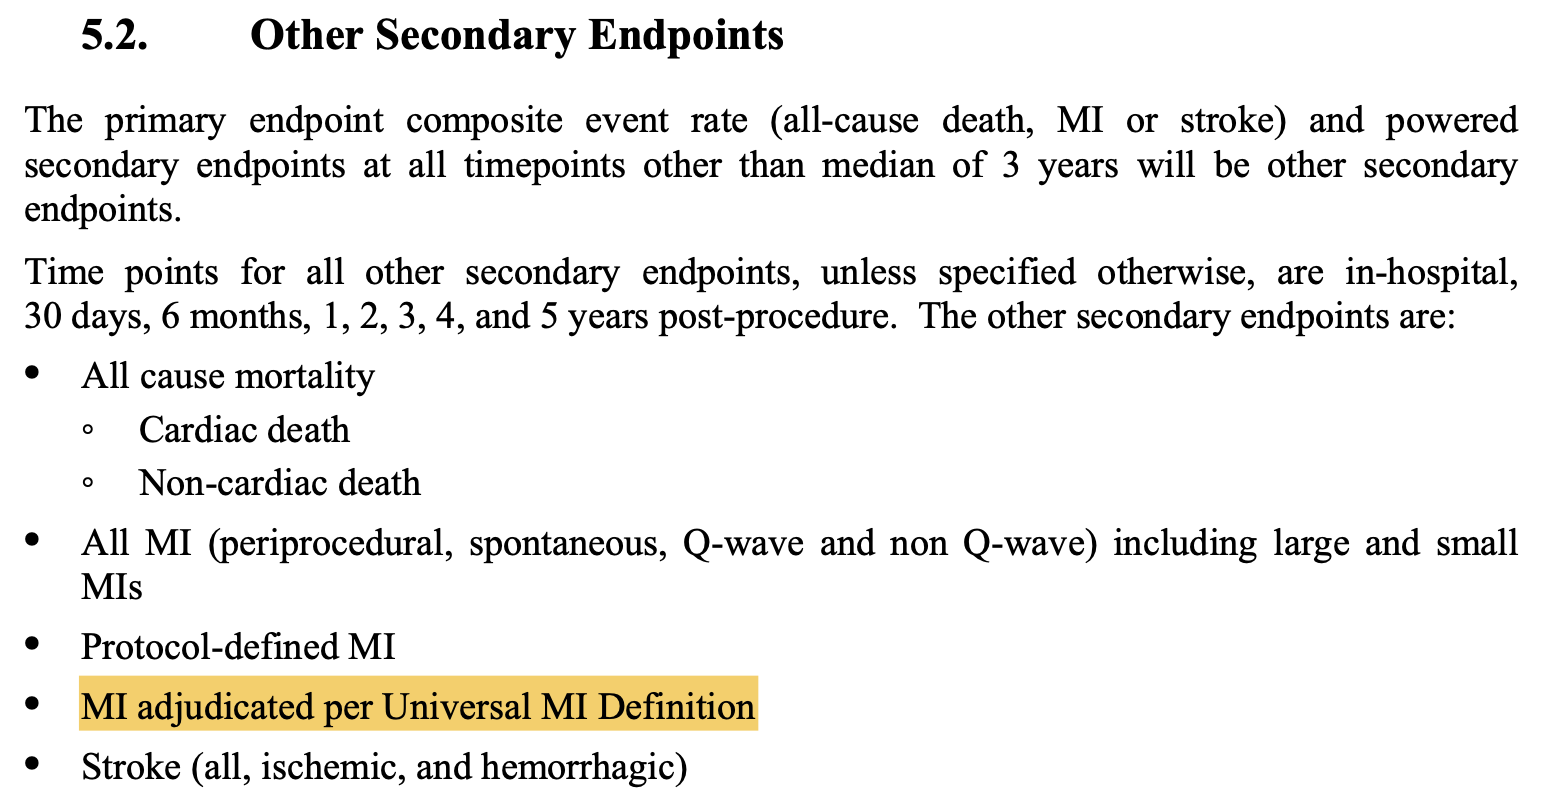 5.2. Other Secondary Endpoints
The primary endpoint composite event rate (all-cause death, MI or stroke) and powered
secondary endpoints at all timepoints other than median of 3 years will be other secondary
endpoints.
Time points for all other secondary endpoints, unless specified otherwise, are in-hospital,
30 days, 6 months, 1, 2, 3, 4, and 5 years post-procedure.  The other secondary endpoints are:
• All cause mortality
◦ Cardiac death
◦ Non-cardiac death
• All MI (periprocedural, spontaneous, Q-wave and non Q-wave) including large and small
MIs
• Protocol-defined MI
• MI adjudicated per Universal MI Definition
• Stroke (all, ischemic, and hemorrhagic)